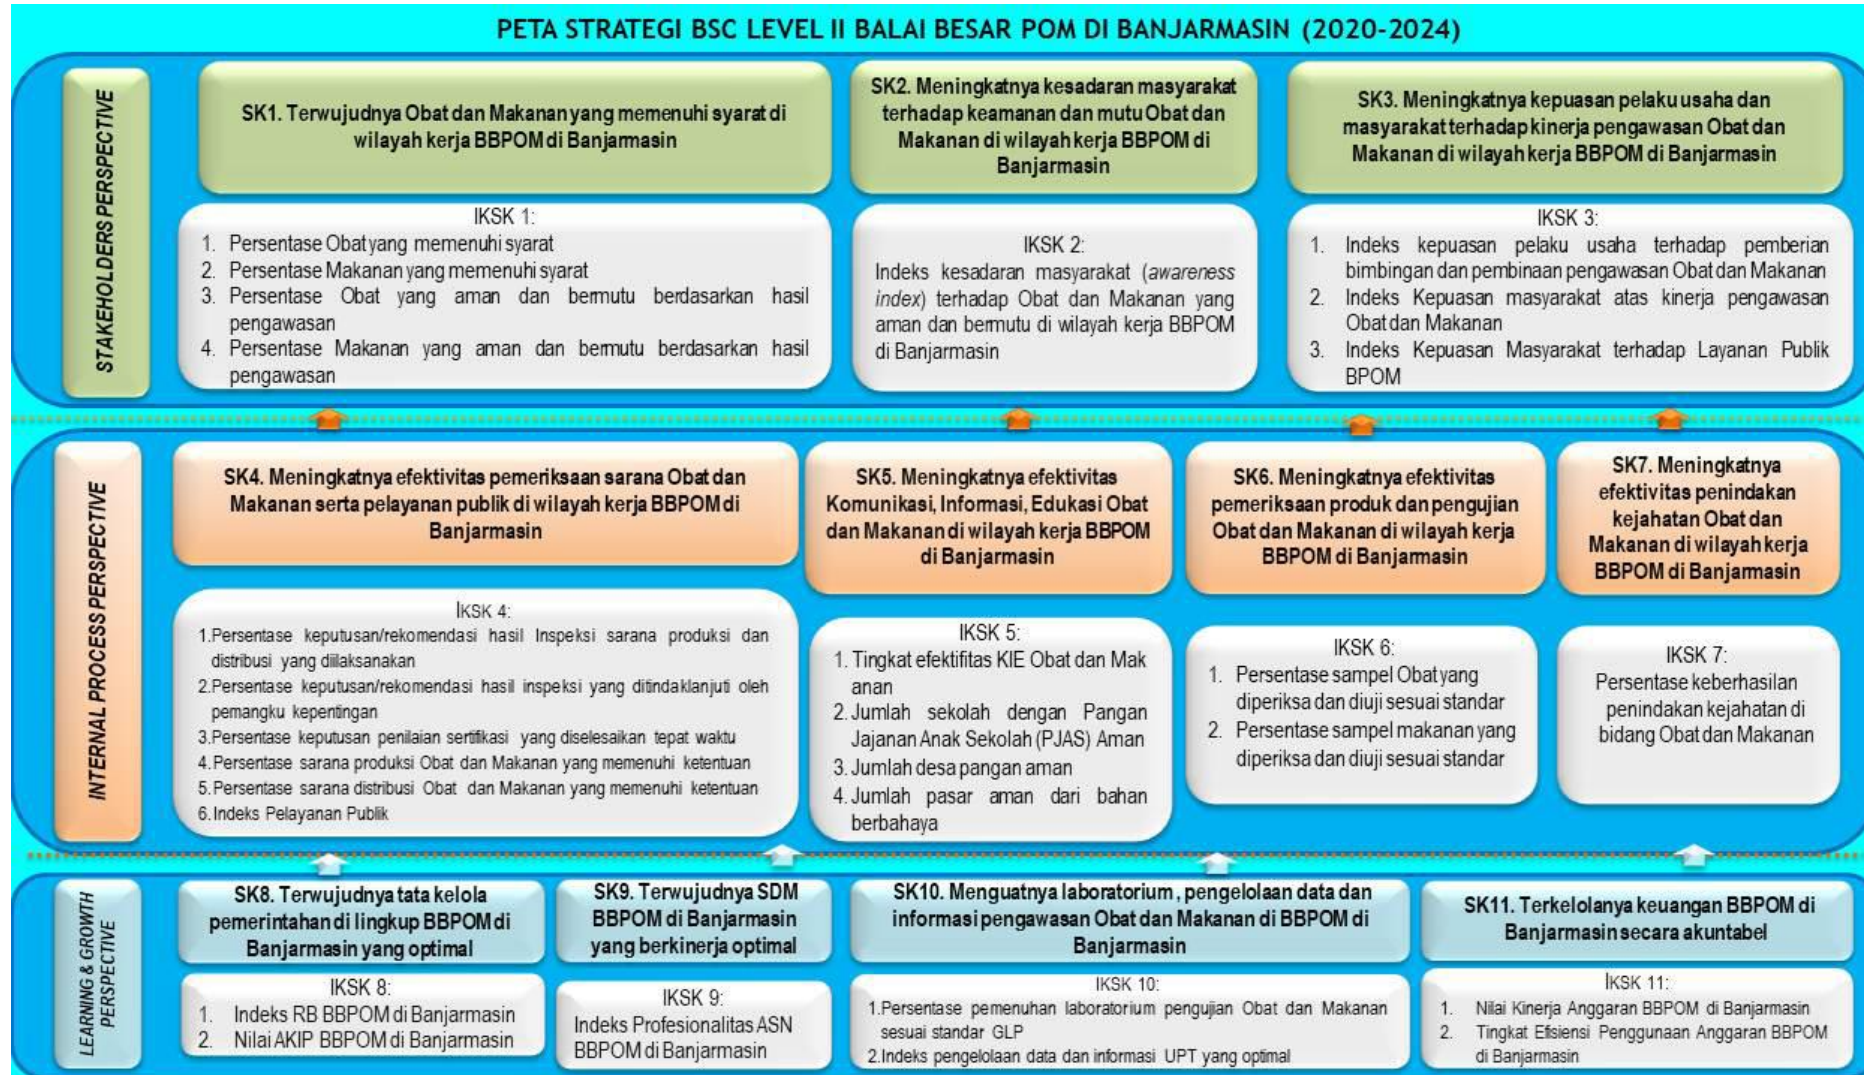 PETA STRATEGI BSC LEVEL II BALAI BESAR POM DI BANJARMASIN (2020-2024)
STAKEHOLDERS PERSPECTIVE
SK1. Terwujudnya Obat dan Makanan yang memenuhi syarat di
wilayah kerja BBPOM di Banjarmasin
IKSK 1:
1. Persentase Obat yang memenuhi syarat
2. Persentase Makanan yang memenuhi syarat
3. Persentase Obat yang aman dan bermutu berdasarkan hasil
pengawasan
4. Persentase Makanan yang aman dan bermutu berdasarkan hasil
pengawasan
SK2. Meningkatnya kesadaran masyarakat
terhadap keamanan dan mutu Obat dan
Makanan di wilayah kerja BBPOM di
Banjarmasin
IKSK 2:
Indeks kesadaran masyarakat (awareness
index) terhadap Obat dan Makanan yang
aman dan bermutu di wilayah kerja BBPOM
di Banjarmasin
SK3. Meningkatnya kepuasan pelaku usaha dan
masyarakat terhadap kinerja pengawasan Obat dan
Makanan di wilayah kerja BBPOM di Banjarmasin
IKSK 3:
1. Indeks kepuasan pelaku usaha terhadap pemberian
bimbingan dan pembinaan pengawasan Obat dan Makanan
2. Indeks Kepuasan masyarakat atas kinerja pengawasan
Obat dan Makanan
3. Indeks Kepuasan Masyarakat terhadap Layanan Publik
BPOM
INTERNAL PROCESS PERSPECTIVE
SK4. Meningkatnya efektivitas pemeriksaan sarana Obat dan
Makanan serta pelayanan publik di wilayah kerja BBPOM di
Banjarmasin
IKSK 4:
1.Persentase keputusan/rekomendasi hasil Inspeksi sarana produksi dan
distribusi yang diilaksanakan
2.Persentase keputusan/rekomendasi hasil inspeksi yang ditindaklanjuti oleh
pemangku kepentingan
3.Persentase keputusan penilaian sertifikasi yang diselesaikan tepat waktu
4.Persentase sarana produksi Obat dan Makanan yang memenuhi ketentuan
5.Persentase sarana distribusi Obat dan Makanan yang memenuhi ketentuan
6.Indeks Pelayanan Publik
SK5. Meningkatnya efektivitas
Komunikasi, Informasi, Edukasi Obat
dan Makanan di wilayah kerja BBPOM
di Banjarmasin
IKSK 5:
1. Tingkat efektifitas KIE Obat dan Mak
anan
2. Jumlah sekolah dengan Pangan
Jajanan Anak Sekolah (PJAS) Aman
3. Jumlah desa pangan aman
4. Jumlah pasar aman dari bahan
berbahaya
SK6. Meningkatnya efektivitas
pemeriksaan produk dan pengujian
Obat dan Makanan di wilayah kerja
BBPOM di Banjarmasin
IKSK 6:
1. Persentase sampel Obat yang
diperiksa dan diuji sesuai standar
2. Persentase sampel makanan yang
diperiksa dan diuji sesuai standar
SK7. Meningkatnya
efektivitas penindakan
kejahatan Obat dan
Makanan di wilayah kerja
BBPOM di Banjarmasin
IKSK 7:
Persentase keberhasilan
penindakan kejahatan di
bidang Obat dan Makanan
LEARNING & GROWTH
PERSPECTIVE
SK8. Terwujudnya tata kelola
pemerintahan di lingkup BBPOM di
Banjarmasin yang optimal
IKSK 8:
1. Indeks RB BBPOM di Banjarmasin
2. Nilai AKIP BBPOM di Banjarmasin
SK9. Terwujudnya SDM
BBPOM di Banjarmasin
yang berkinerja optimal
IKSK 9:
Indeks Profesionalitas ASN
BBPOM di Banjarmasin
SK10. Menguatnya laboratorium, pengelolaan data dan
informasi pengawasan Obat dan Makanan di BBPOM di
Banjarmasin
IKSK 10:
1.Persentase pemenuhan laboratorium pengujian Obat dan Makanan
sesuai standar GLP
2.Indeks pengelolaan data dan informasi UPT yang optimal
SK11. Terkelolanya keuangan BBPOM di
Banjarmasin secara akuntabel
IKSK 11:
1. Nilai Kinerja Anggaran BBPOM di Banjarmasin
2. Tingkat Efisiensi Penggunaan Anggaran BBPOM
di Banjarmasin